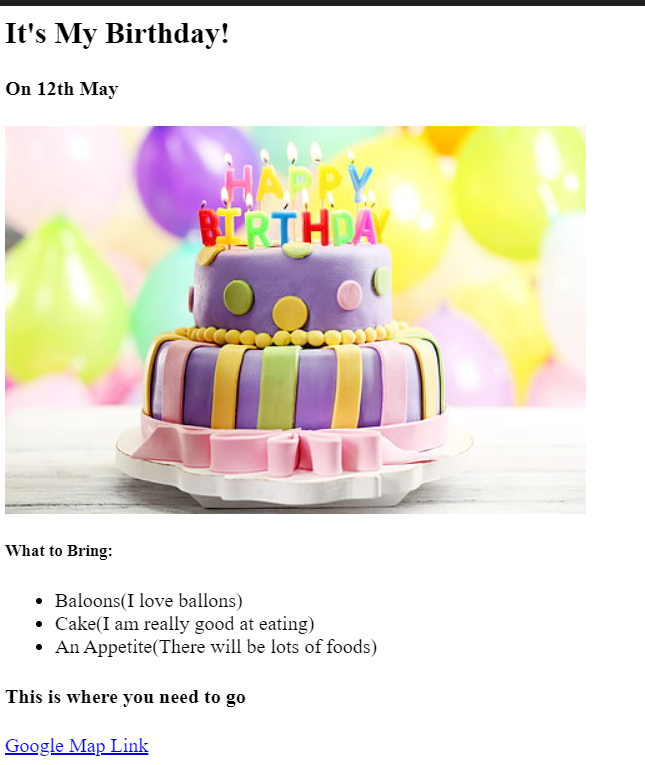 It's My Birthday!
On 12th May
HAPPY
BIRTHDAY
What to Bring:
Baloons(I love ballons)
Cake(I am really good at eating)
An Appetite(There will be lots of foods)
This is where you need to go
Google Map Link